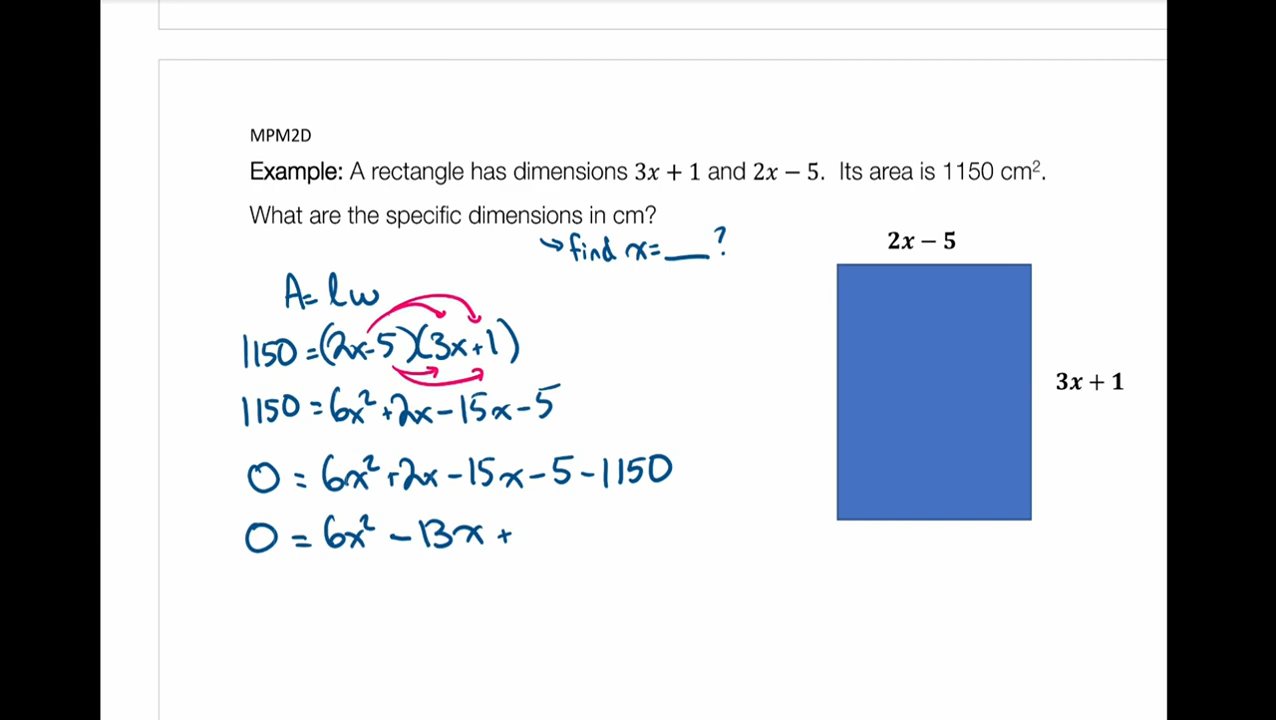 MPM2D
Example: A rectangle has dimensions 3x + 1 and 2x − 5. Its area is 1150 cm².
What are the specific dimensions in cm?
↪ find x = __ ?
2x − 5
A = lw
1150 = (2x-5)(3x+1)
3x + 1
1150 = 6x² + 2x − 15x − 5
0 = 6x² + 2x − 15x − 5 − 1150
0 = 6x² − 13x +